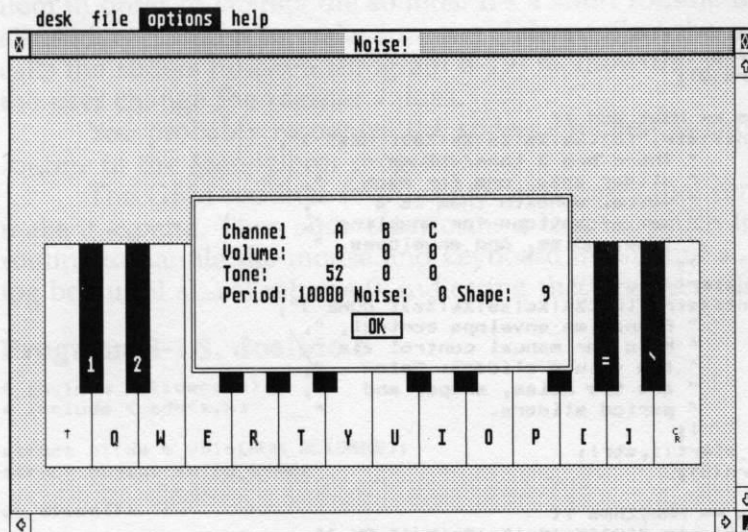 desk file options help
Noise!
Channel A B C
Volume: 0 0 0
Tone: 52 0 0
Period: 10000 Noise: 0 Shape: 
OK
1 2 = \
T Q W E R T Y U I O P [ ] CR